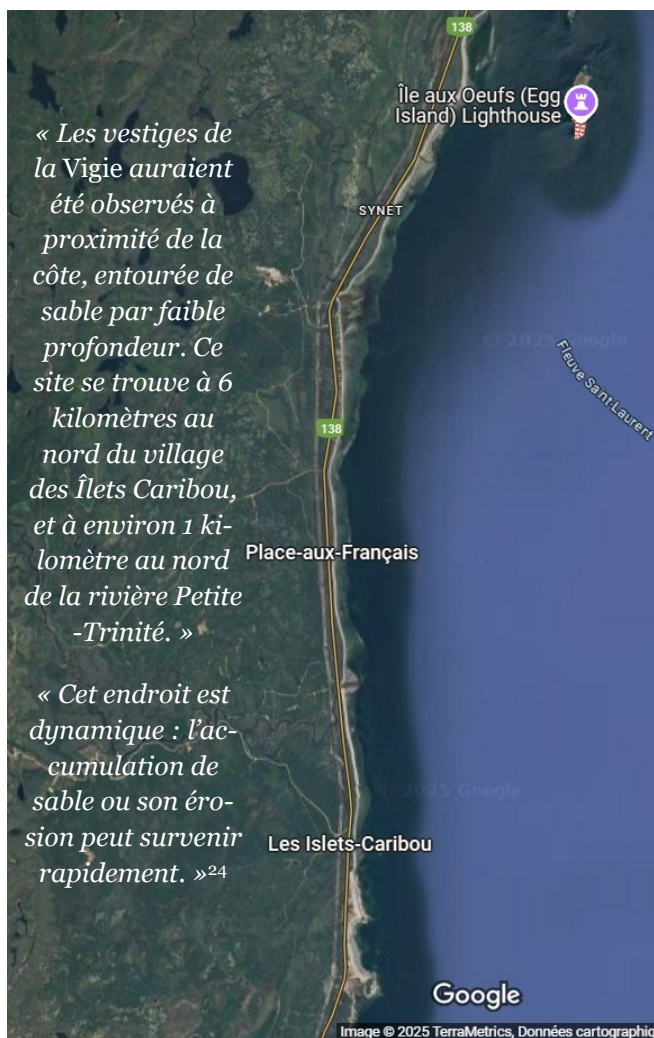 138
Île aux Oeufs (Egg
Island) Lighthouse
« Les vestiges de
la Vigie auraient
été observés à
proximité de la
côte, entourée de
sable par faible
profondeur. Ce
site se trouve à 6
kilomètres au
nord du village
des Îlets Caribou,
et à environ 1 ki-
lomètre au nord
de la rivière Petite
-Trinité. »
SYNET
© 2025 Google
Fleuve Saint-Laurent
138
Place-aux-Français
« Cet endroit est
dynamique : l’ac-
cumulation de
sable ou son éro-
sion peut survenir
rapidement. »24
2025 Google
Les Islets-Caribou
Google
Image © 2025 TerraMetrics, Données cartographiq